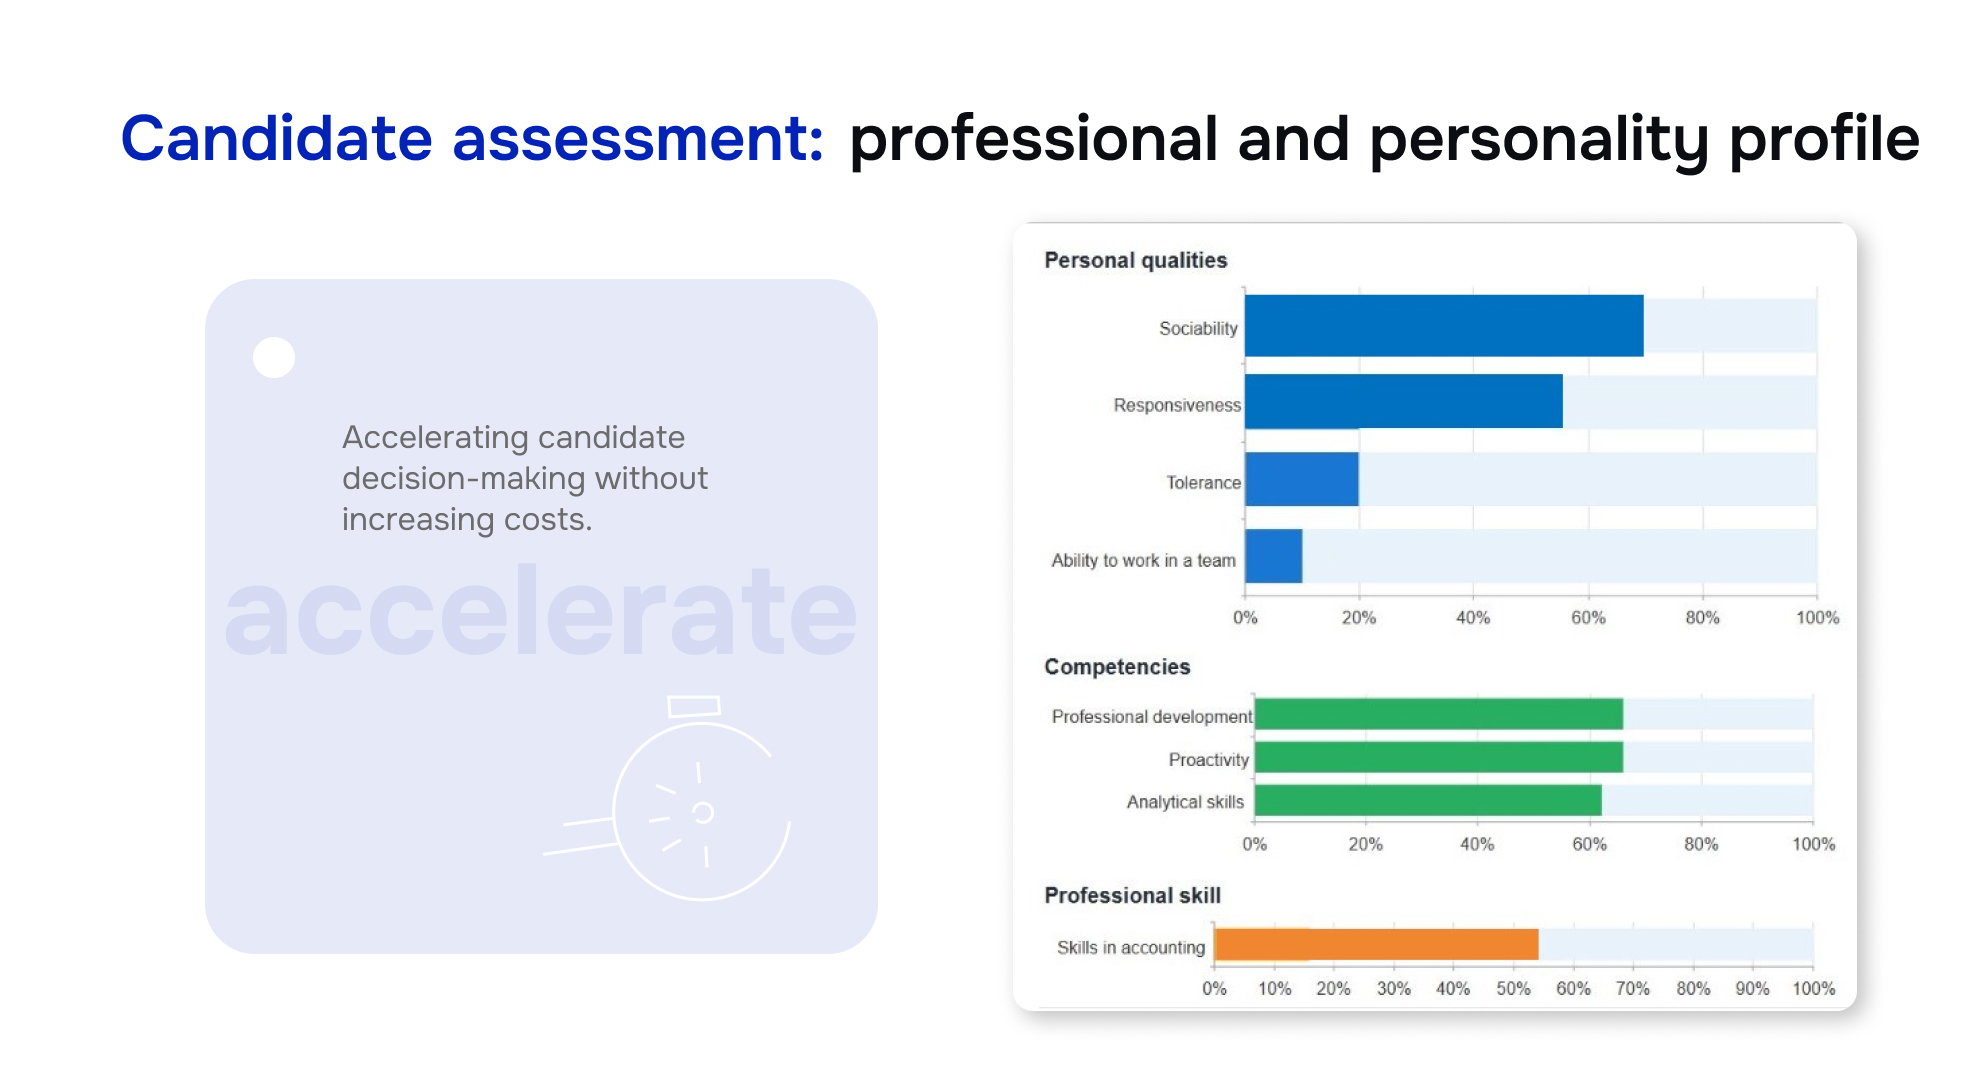 Candidate assessment: professional and personality profile
Accelerating candidate
decision-making without
increasing costs.
accelerate
Personal qualities
Sociability
Responsiveness
Tolerance
Ability to work in a team
0% 20% 40% 60% 80% 100%
Competencies
Professional development
Proactivity
Analytical skills
0% 20% 40% 60% 80% 100%
Professional skill
Skills in accounting
0% 10% 20% 30% 40% 50% 60% 70% 80% 90% 100%